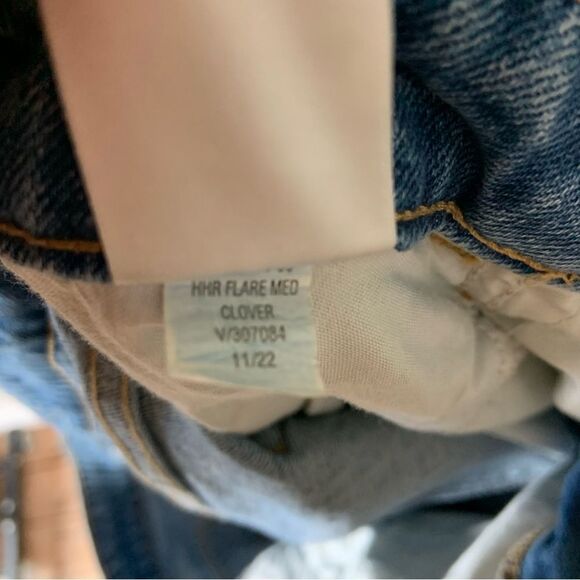 HHR FLARE MED
CLOVER
V/307084
11/22